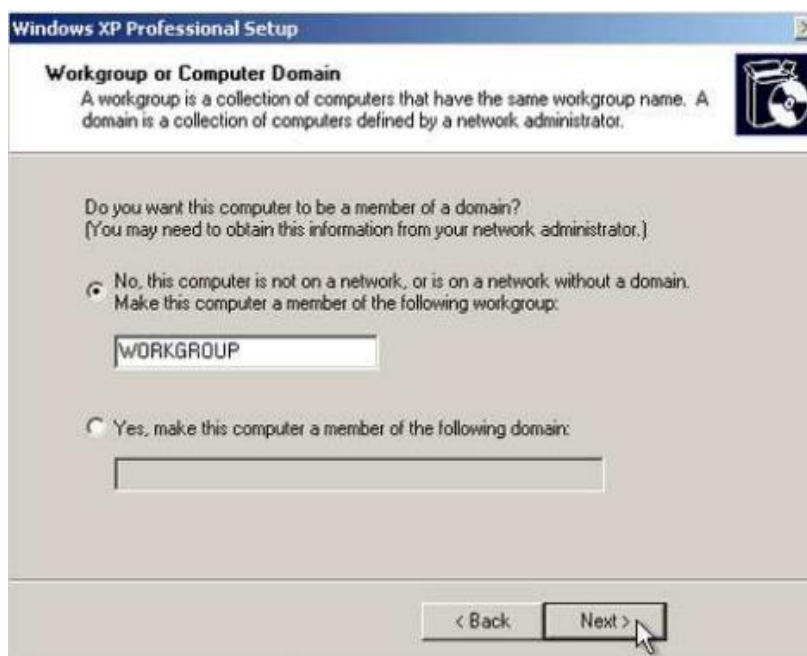 Windows XP Professional Setup
Workgroup or Computer Domain
A workgroup is a collection of computers that have the same workgroup name. A
domain is a collection of computers defined by a network administrator.
Do you want this computer to be a member of a domain?
(You may need to obtain this information from your network administrator.)
No, this computer is not on a network, or is on a network without a domain.
Make this computer a member of the following workgroup:
WORKGROUP
Yes, make this computer a member of the following domain:
< Back
Next >